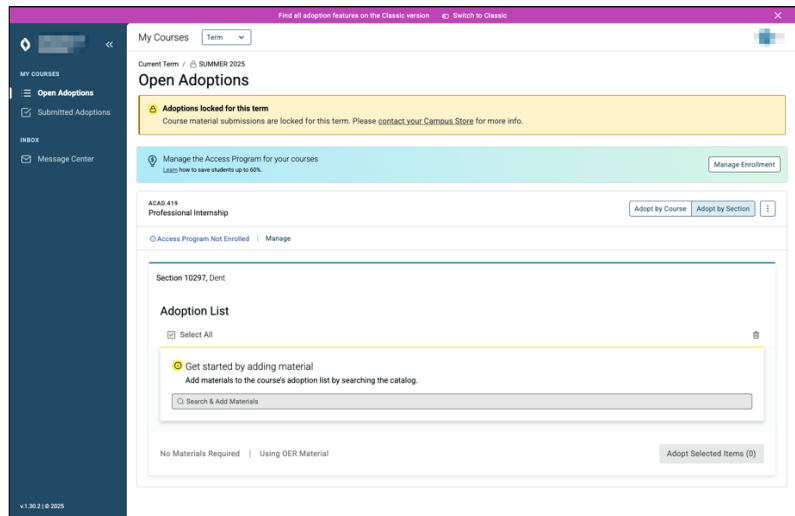 Find all adoption features on the Classic version Switch to Classic
My Courses Term
MY COURSES
Open Adoptions
Submitted Adoptions
INBOX
Message Center
v.1.30.2 | © 2025
Current Term / SUMMER 2025
Open Adoptions
Adoptions locked for this term
Course material submissions are locked for this term. Please contact your Campus Store for more info.
Manage the Access Program for your courses
Learn how to save students up to 60%.
Manage Enrollment
ACAD.419
Professional Internship
Adopt by Course Adopt by Section
Access Program Not Enrolled | Manage
Section 10297, Dent
Adoption List
Select All
Get started by adding material
Add materials to the course's adoption list by searching the catalog.
Search & Add Materials
No Materials Required | Using OER Material
Adopt Selected Items (0)